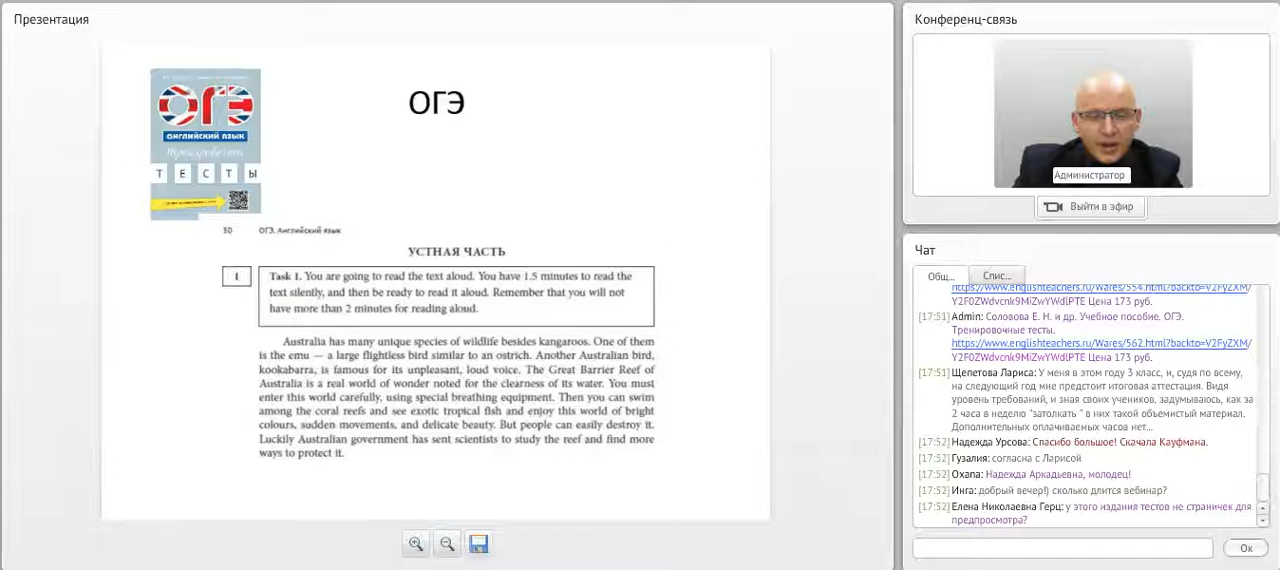 Презентация
ОГЭ
ОГЭ
АНГЛИЙСКИЙ ЯЗЫК
Тренировочные
ТЕСТЫ
30 ОГЭ. Английский язык
УСТНАЯ ЧАСТЬ
1
Task 1. You are going to read the text aloud. You have 1.5 minutes to read the
text silently, and then be ready to read it aloud. Remember that you will not
have more than 2 minutes for reading aloud.
Australia has many unique species of wildlife besides kangaroos. One of them
is the emu — a large flightless bird similar to an ostrich. Another Australian bird,
kookabarra, is famous for its unpleasant, loud voice. The Great Barrier Reef of
Australia is a real world of wonder noted for the clearness of its water. You must
enter this world carefully, using special breathing equipment. Then you can swim
among the coral reefs and see exotic tropical fish and enjoy this world of bright
colours, sudden movements, and delicate beauty. But people can easily destroy it.
Luckily Australian government has sent scientists to study the reef and find more
ways to protect it.
Конференц-связь
Администратор
Выйти в эфир
Чат
Общ...
Спис...
https://www.englishteachers.ru/Wares/554.html?backto=V2FyZXM/
Y2F0ZWdvcnk9MiZwYWdlPTE Цена 173 руб.
[17:51] Admin: Соловова Е. Н. и др. Учебное пособие. ОГЭ.
Тренировочные тесты.
https://www.englishteachers.ru/Wares/562.html?backto=V2FyZXM/
Y2F0ZWdvcnk9MiZwYWdlPTE Цена 173 руб.
[17:51] Щепетова Лариса: У меня в этом году 3 класс, и, судя по всему,
на следующий год мне предстоит итоговая аттестация. Видя
уровень требований, и зная своих учеников, задумываюсь, как за
2 часа в неделю "затолкать " в них такой объемистый материал.
Дополнительных оплачиваемых часов нет...
[17:52] Надежда Урсова: Спасибо большое! Скачала Кауфмана.
[17:52] Гузалия: согласна с Ларисой
[17:52] Oxana: Надежда Аркадьевна, молодец!
[17:52] Инга: добрый вечер!) сколько длится вебинар?
[17:52] Елена Николаевна Герц: у этого издания тестов не страничек для
предпросмотра?
Ок